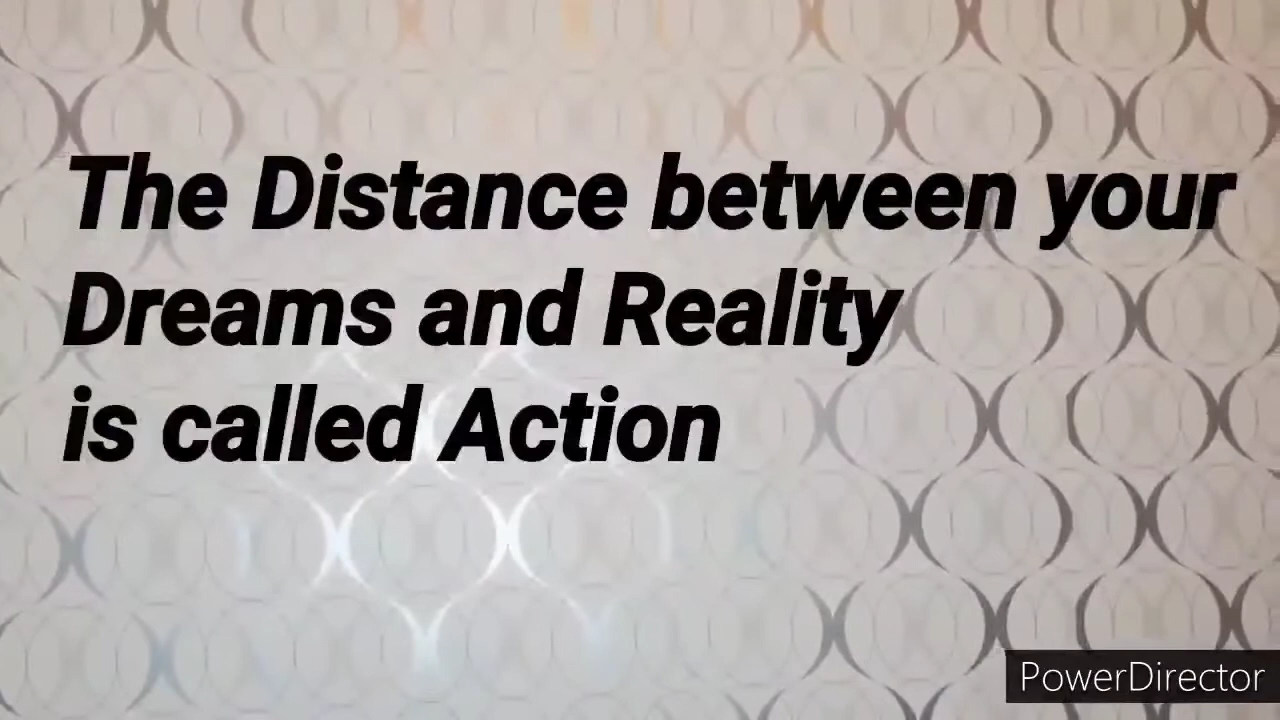 The Distance between your
Dreams and Reality
is called Action
PowerDirector